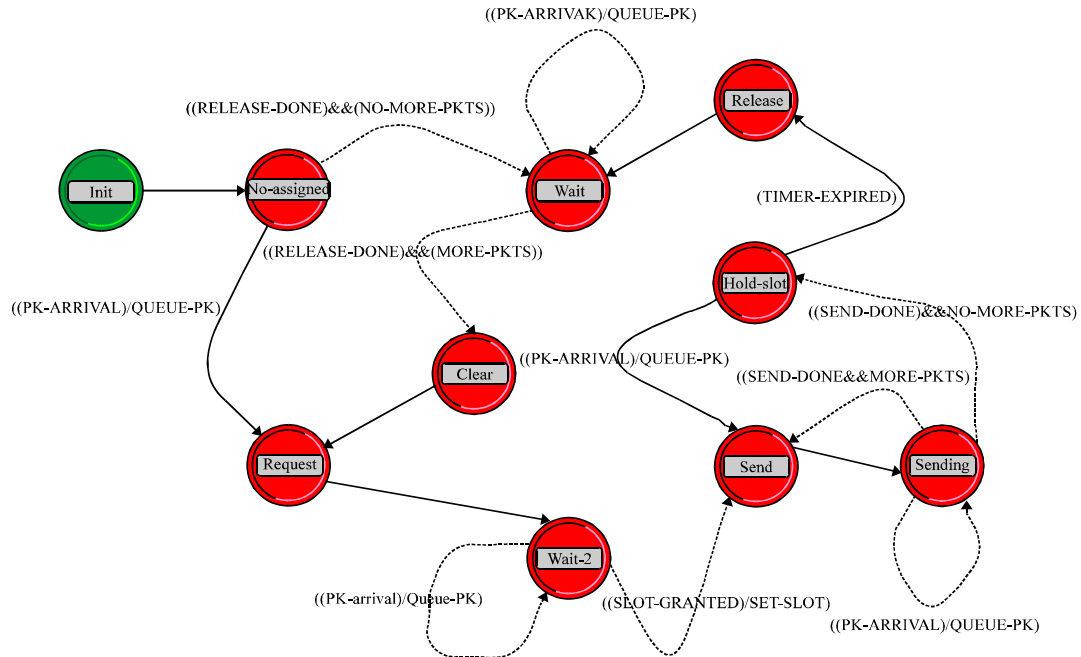 ((PK-ARRIVAK)/QUEUE-PK)
((RELEASE-DONE)&&(NO-MORE-PKTS))
Release
Init
No-assigned
Wait
(TIMER-EXPIRED)
((RELEASE-DONE)&&(MORE-PKTS))
Hold-slot
((PK-ARRIVAL)/QUEUE-PK)
((SEND-DONE)&&NO-MORE-PKTS)
((PK-ARRIVAL)/QUEUE-PK)
Clear
((SEND-DONE&&MORE-PKTS)
Request
Send
Sending
Wait-2
((PK-arrival)/Queue-PK)
((SLOT-GRANTED)/SET-SLOT)
((PK-ARRIVAL)/QUEUE-PK)